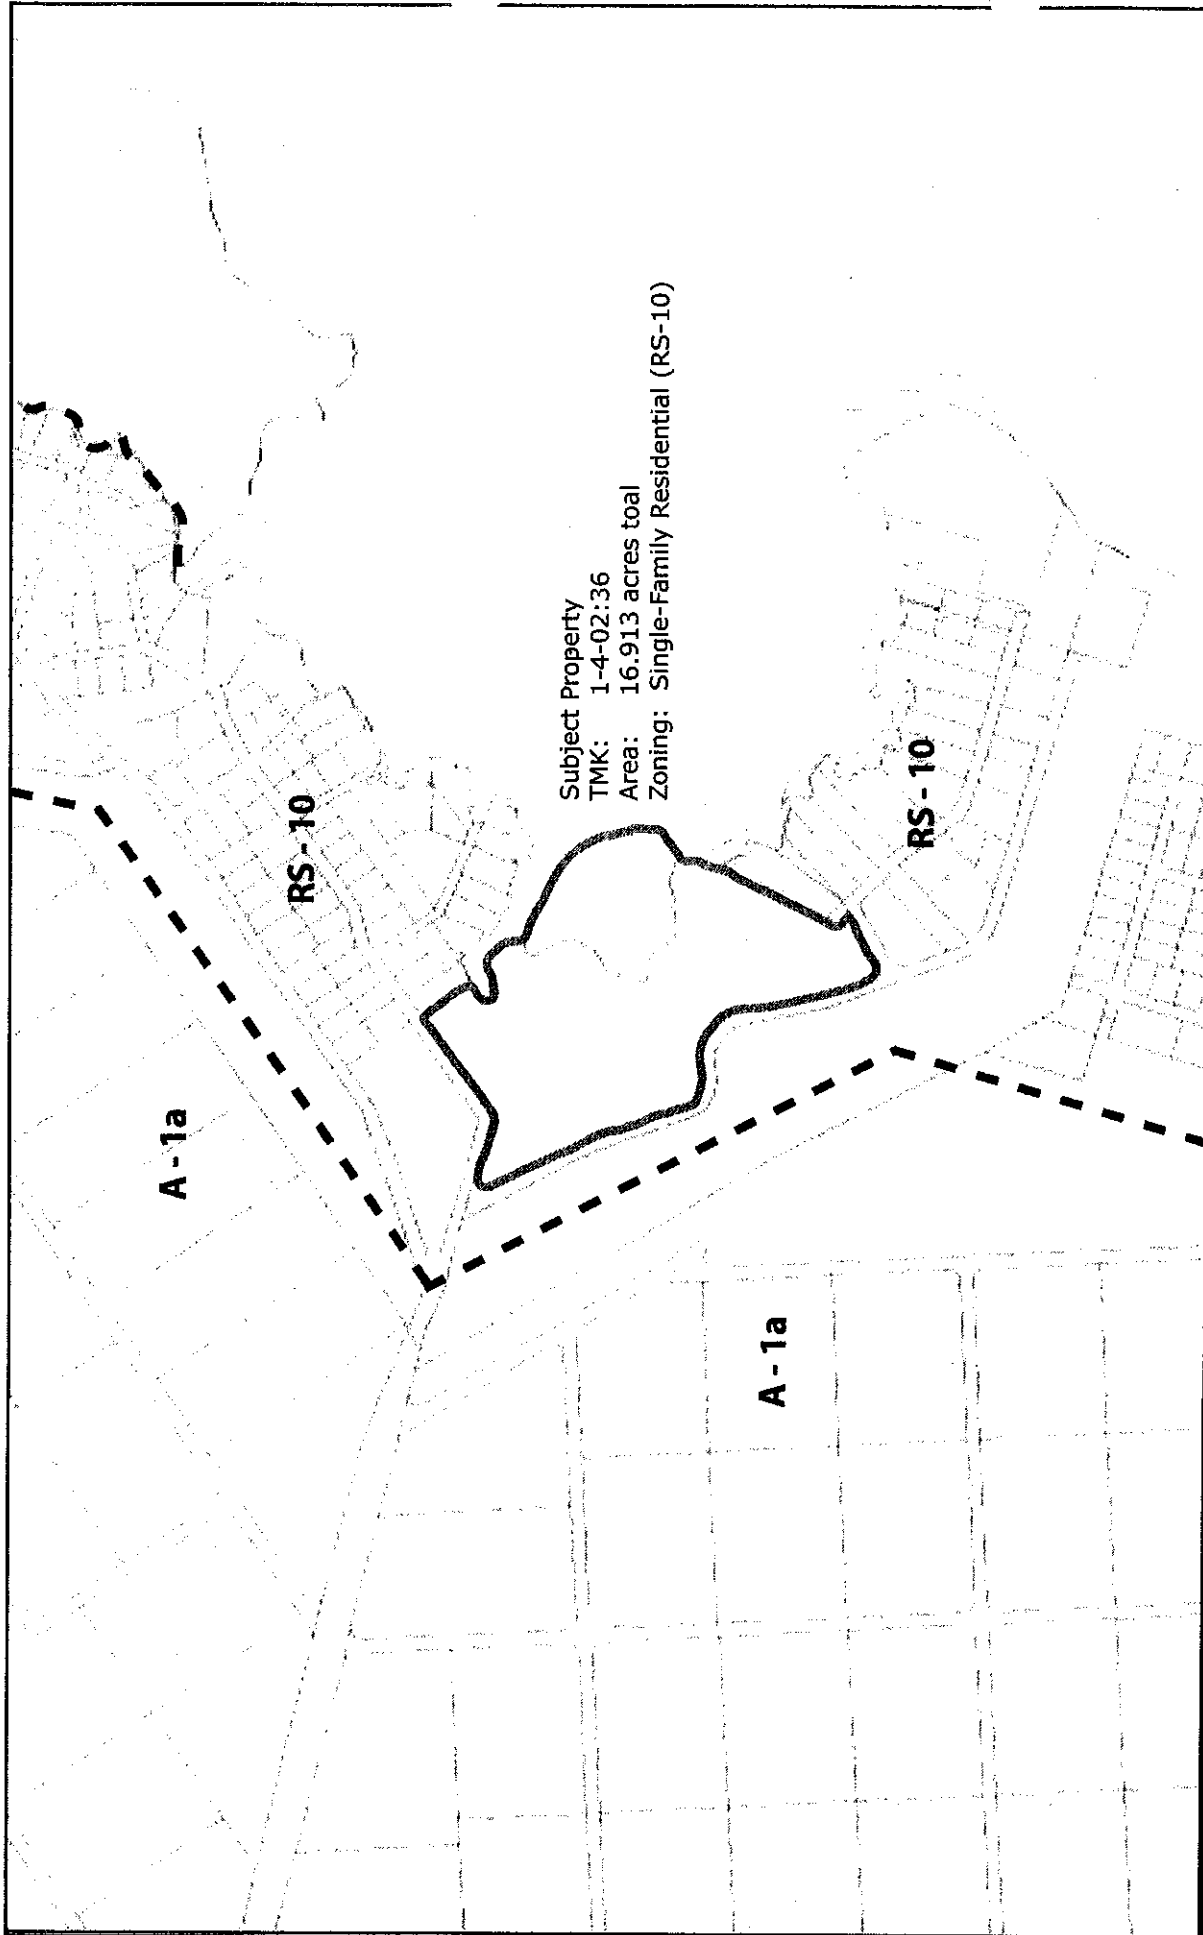 A-1a
RS-10
Subject Property
TMK: 1-4-02:36
Area: 16.913 acres toal
Zoning: Single-Family Residential (RS-10)
A-1a
RS-10